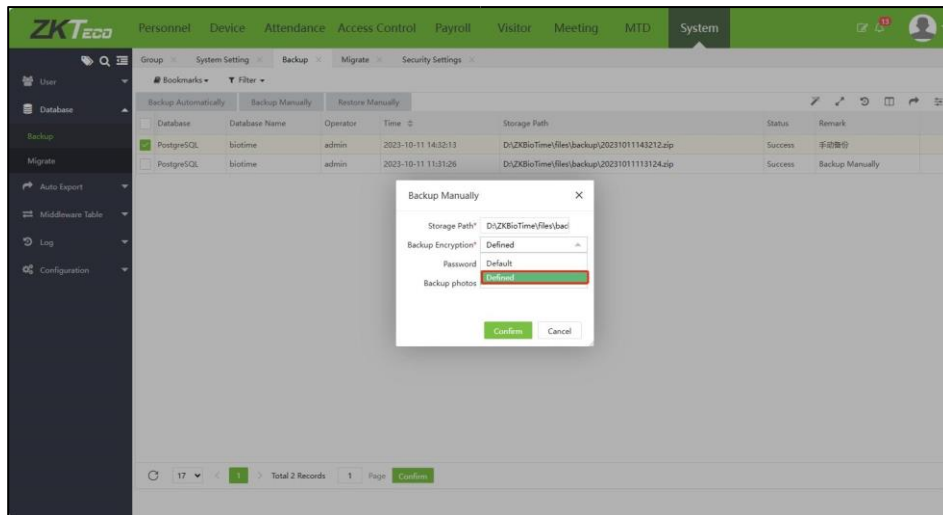 ZKTeco Personnel Device Attendance Access Control Payroll Visitor Meeting MTD System 13
Group × System Setting × Backup × Migrate × Security Settings ×
User
Bookmarks Filter
Database
Backup Automatically Backup Manually Restore Manually
Database Database Name Operator Time Storage Path Status Remark
Backup
PostgreSQL biotime admin 2023-10-11 14:32:13 D:\ZKBioTime\files\backup\20231011143212.zip Success 手动备份
Migrate
PostgreSQL biotime admin 2023-10-11 11:31:26 D:\ZKBioTime\files\backup\20231011113124.zip Success Backup Manually
Auto Export
Middleware Table
Log
Configuration
Backup Manually ×
Storage Path* D:\ZKBioTime\files\bac
Backup Encryption* Defined
Password Default
Defined
Backup photos
Confirm Cancel
17 < 1 > Total 2 Records 1 Page Confirm